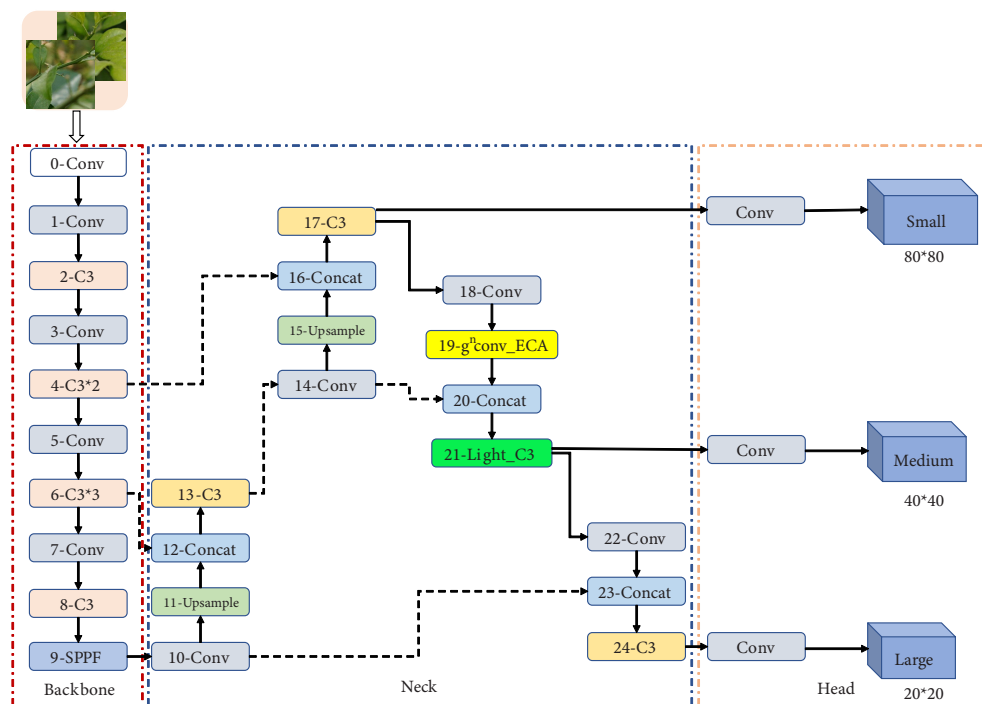 0-Conv
1-Conv
2-C3
3-Conv
4-C3*2
5-Conv
6-C3*3
7-Conv
8-C3
9-SPPF
Backbone
13-C3
12-Concat
11-Upsample
10-Conv
17-C3
16-Concat
15-Upsample
14-Conv
18-Conv
19-gⁿconv_ECA
20-Concat
21-Light_C3
22-Conv
23-Concat
24-C3
Neck
Conv
Small
80*80
Conv
Medium
40*40
Conv
Large
20*20
Head